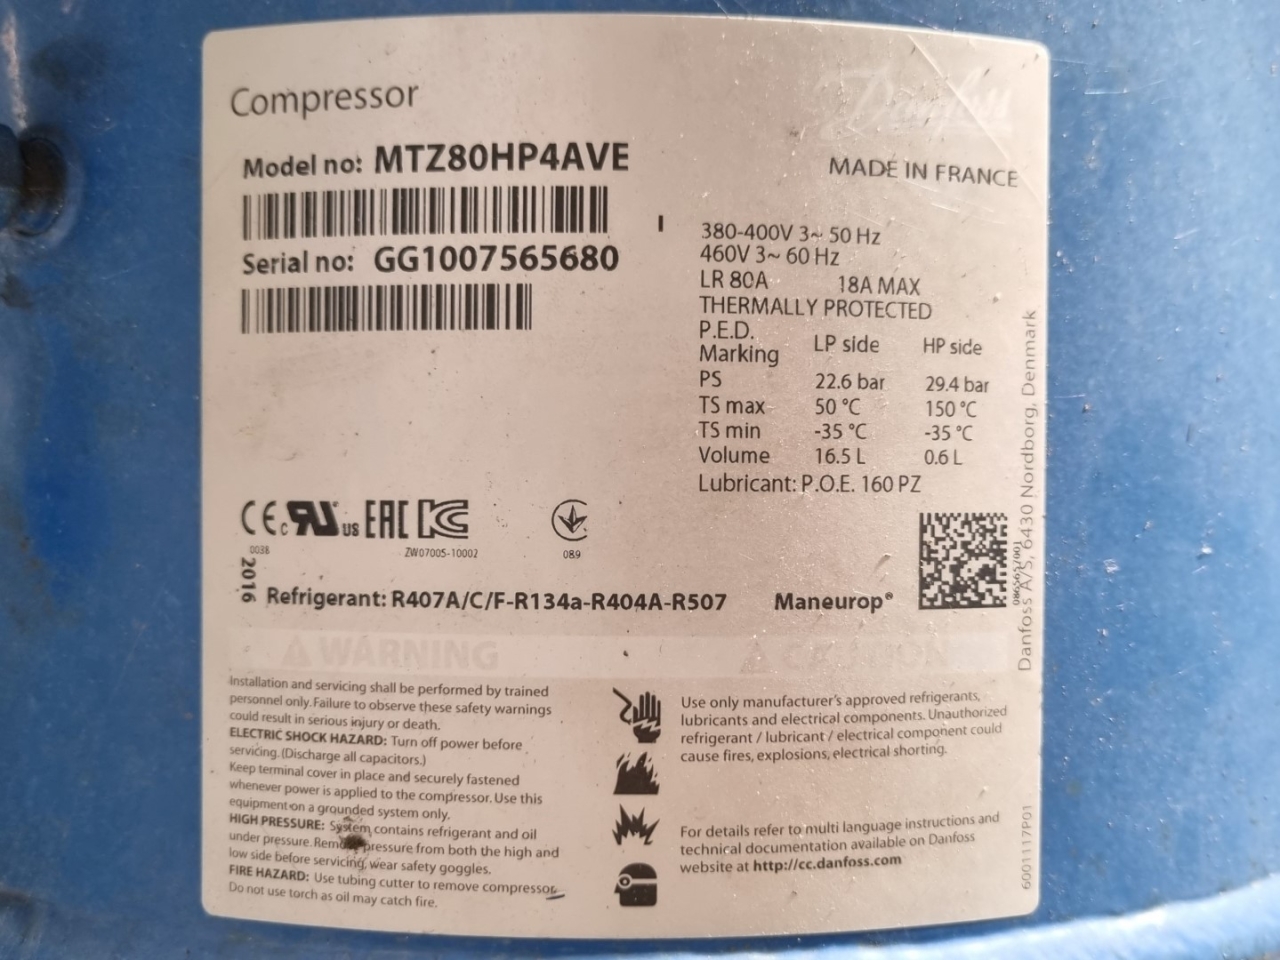 Compressor
Danfoss
Model no: MTZ80HP4AVE
MADE IN FRANCE
Serial no: GG1007565680
380-400V 3~ 50 Hz
460V 3~ 60 Hz
LR 80A 18A MAX
THERMALLY PROTECTED
P.E.D.
Marking LP side HP side
PS 22.6 bar 29.4 bar
TS max 50 °C 150 °C
TS min -35 °C -35 °C
Volume 16.5 L 0.6 L
Lubricant: P.O.E. 160 PZ
CE c RU us EAC KC
0038 ZW07005-10002 089
2016
Refrigerant: R407A/C/F-R134a-R404A-R507 Maneurop®
Danfoss A/S, 6430 Nordborg, Denmark
WARNING
Installation and servicing shall be performed by trained
personnel only. Failure to observe these safety warnings
could result in serious injury or death.
ELECTRIC SHOCK HAZARD: Turn off power before
servicing. (Discharge all capacitors.)
Keep terminal cover in place and securely fastened
whenever power is applied to the compressor. Use this
equipment on a grounded system only.
HIGH PRESSURE: System contains refrigerant and oil
under pressure. Remove pressure from both the high and
low side before servicing, wear safety goggles.
FIRE HAZARD: Use tubing cutter to remove compressor.
Do not use torch as oil may catch fire.
CAUTION
Use only manufacturer's approved refrigerants,
lubricants and electrical components. Unauthorized
refrigerant / lubricant / electrical component could
cause fires, explosions, electrical shorting.
For details refer to multi language instructions and
technical documentation available on Danfoss
website at http://cc.danfoss.com
6001117P01